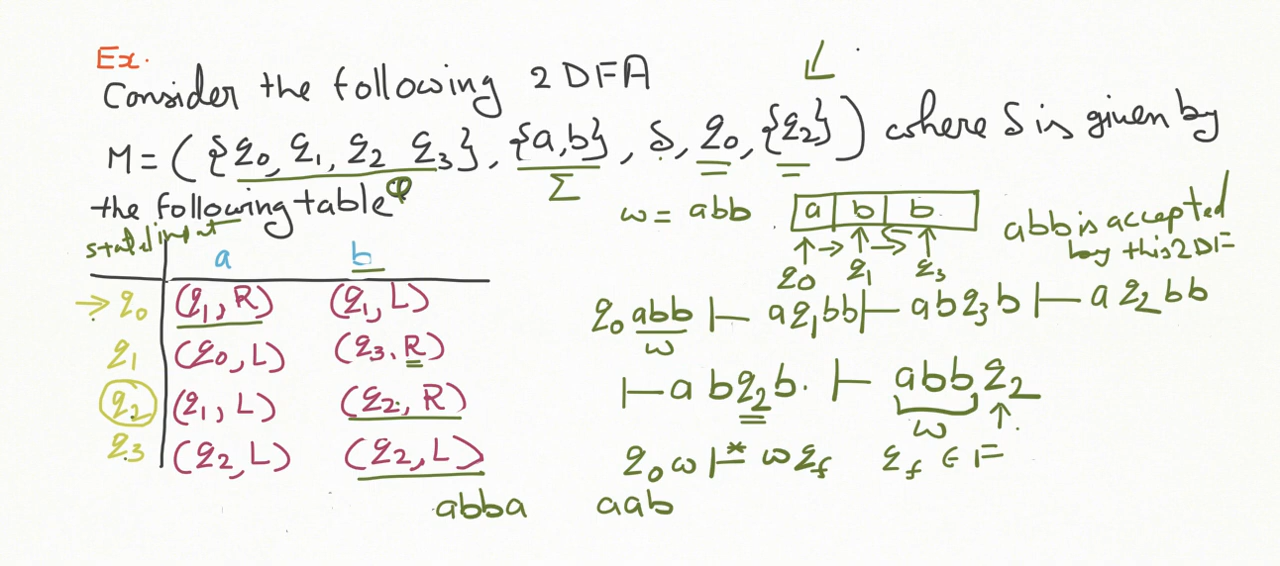 Ex.
Consider the following 2DFA
M = ({q0, q1, q2 q3}, {a,b}, δ, q0, {q2}) where δ is given by
Q Σ
the following table
w = abb
a b b
abb is accepted
by this 2DF
q0 q1 q3
state/input a b
→ q0 (q1, R) (q1, L)
q1 (q0, L) (q3, R)
q2 (q1, L) (q2, R)
q3 (q2, L) (q2, L)
q0 abb ⊢ a q1 bb ⊢ ab q3 b ⊢ a q2 bb
w
⊢ a b q2 b. ⊢ abb q2
w
q0 w ⊢* w qf qf ∈ F
abba aab